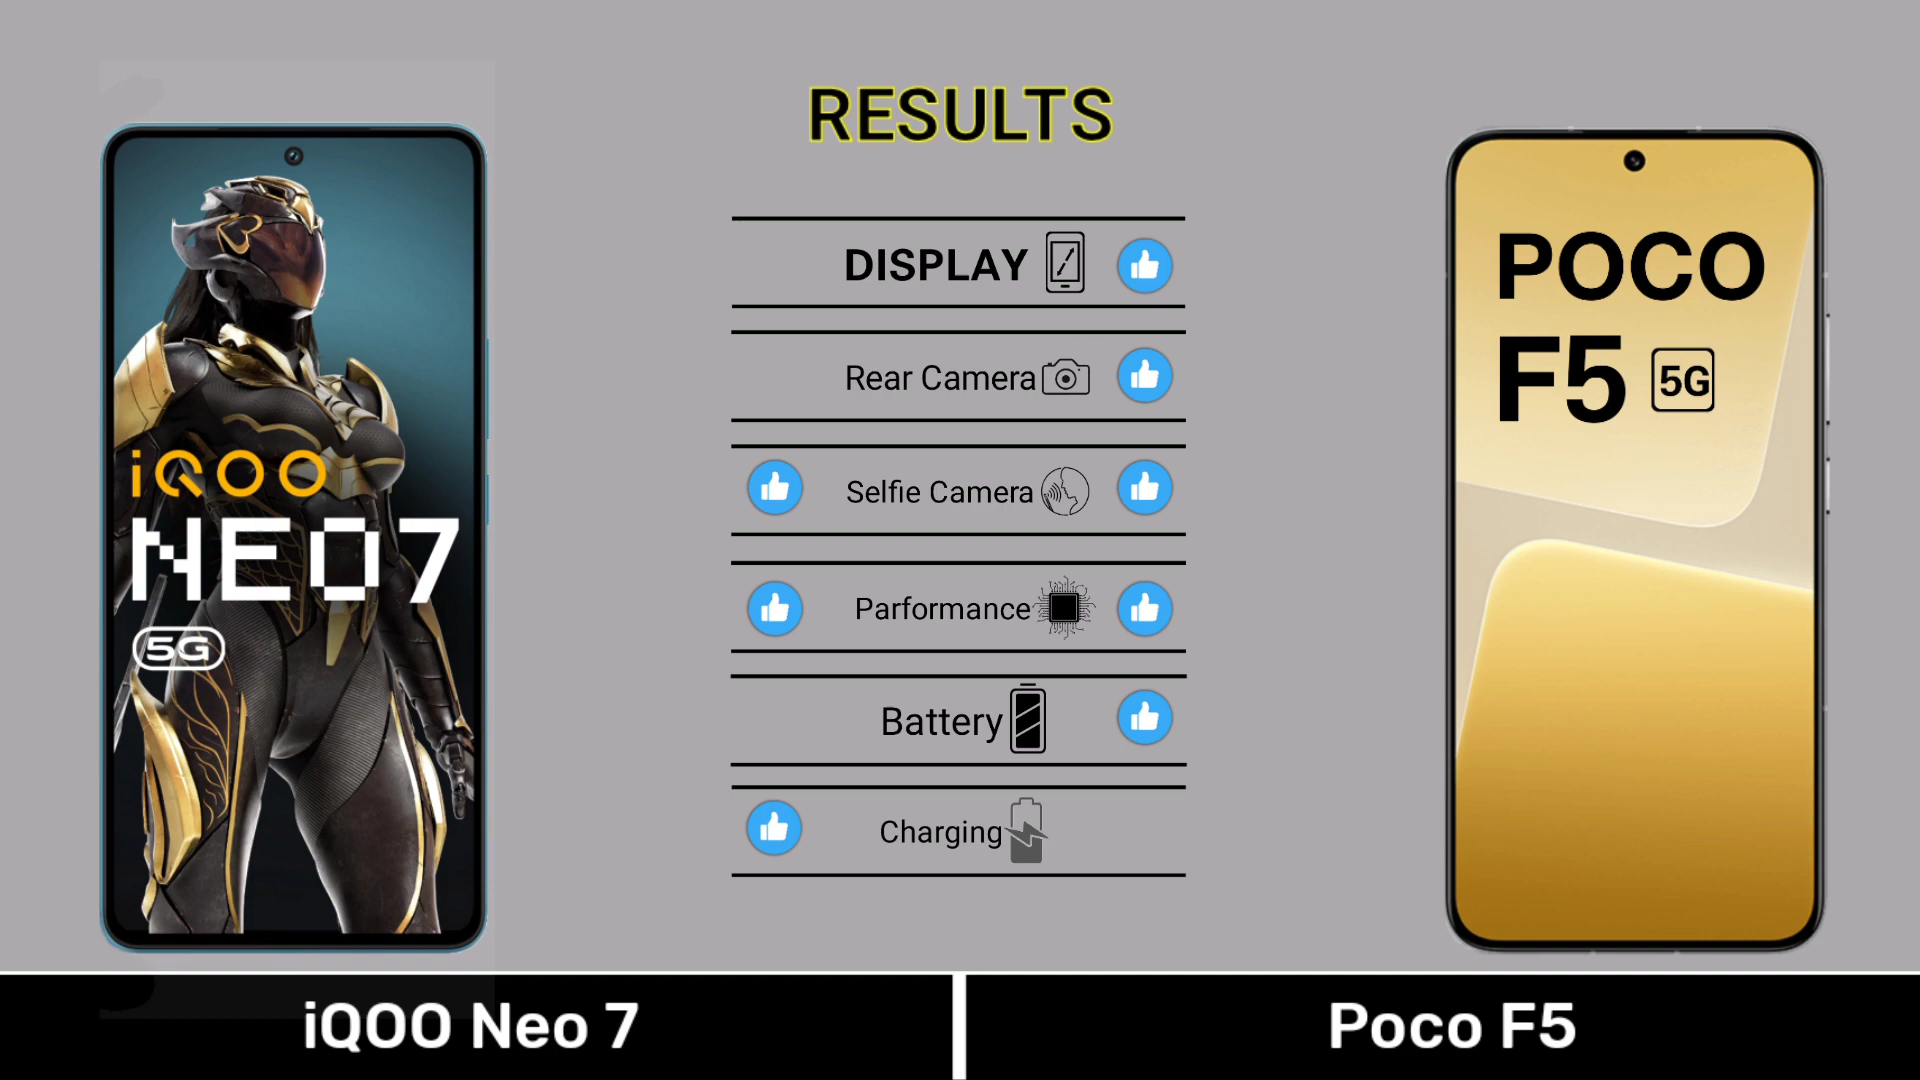 RESULTS
iQOO
NEO7
5G
DISPLAY
Rear Camera
Selfie Camera
Parformance
Battery
Charging
POCO
F5 5G
iQOO Neo 7
Poco F5